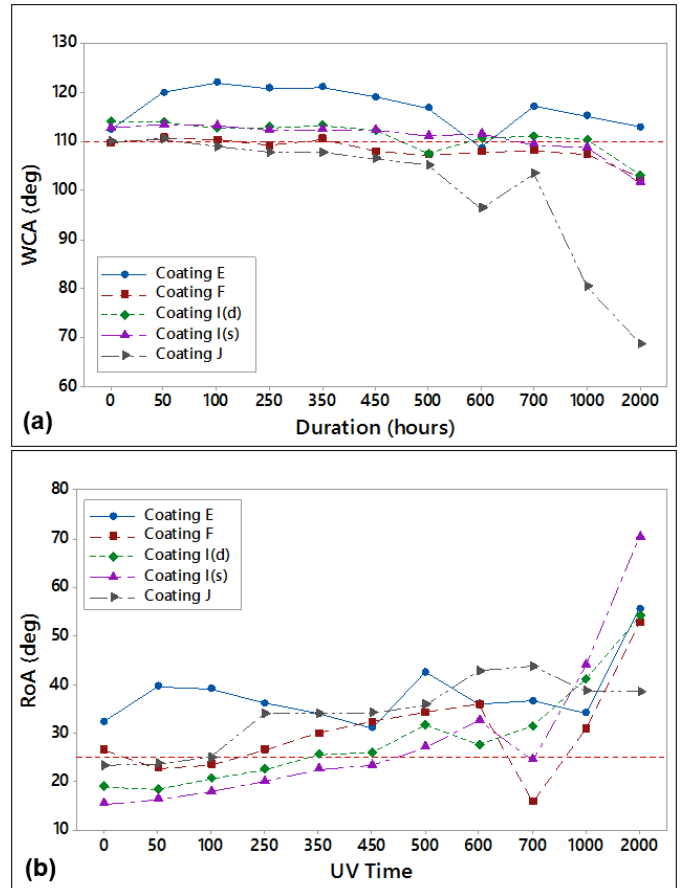 130
120
110
100
90
80
70
60
WCA (deg)
Coating E
Coating F
Coating I(d)
Coating I(s)
Coating J
0 50 100 250 350 450 500 600 700 1000 2000
Duration (hours)
(a)
80
70
60
50
40
30
20
10
RoA (deg)
Coating E
Coating F
Coating I(d)
Coating I(s)
Coating J
0 50 100 250 350 450 500 600 700 1000 2000
UV Time
(b)